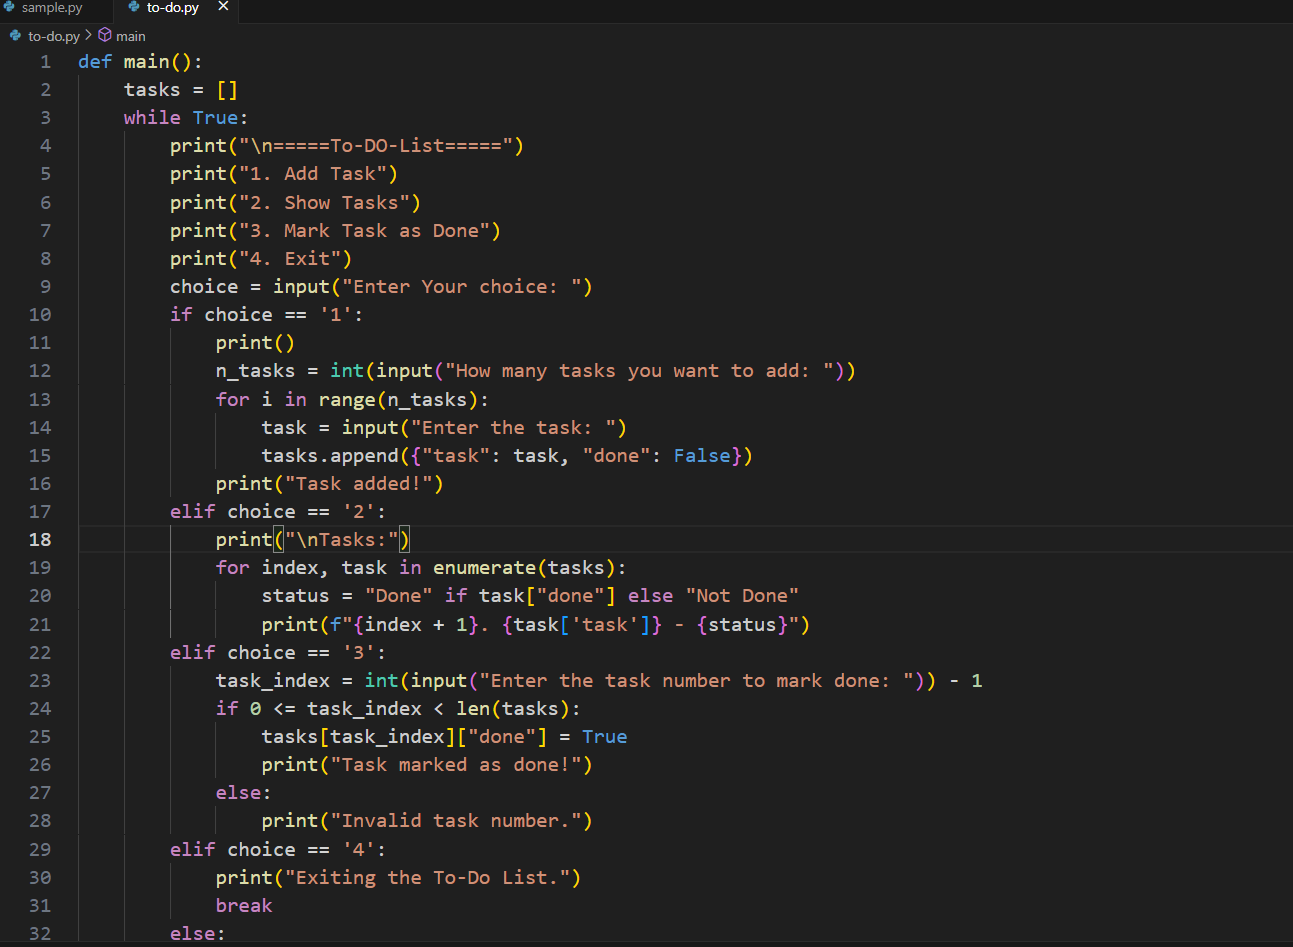 sample.py to-do.py ×
to-do.py > main
1 def main():
2     tasks = []
3     while True:
4         print("\n=====To-DO-List=====")
5         print("1. Add Task")
6         print("2. Show Tasks")
7         print("3. Mark Task as Done")
8         print("4. Exit")
9         choice = input("Enter Your choice: ")
10         if choice == '1':
11             print()
12             n_tasks = int(input("How many tasks you want to add: "))
13             for i in range(n_tasks):
14                 task = input("Enter the task: ")
15                 tasks.append({"task": task, "done": False})
16             print("Task added!")
17         elif choice == '2':
18             print("\nTasks:")
19             for index, task in enumerate(tasks):
20                 status = "Done" if task["done"] else "Not Done"
21                 print(f"{index + 1}. {task['task']} - {status}")
22         elif choice == '3':
23             task_index = int(input("Enter the task number to mark done: ")) - 1
24             if 0 <= task_index < len(tasks):
25                 tasks[task_index]["done"] = True
26                 print("Task marked as done!")
27             else:
28                 print("Invalid task number.")
29         elif choice == '4':
30             print("Exiting the To-Do List.")
31             break
32         else: